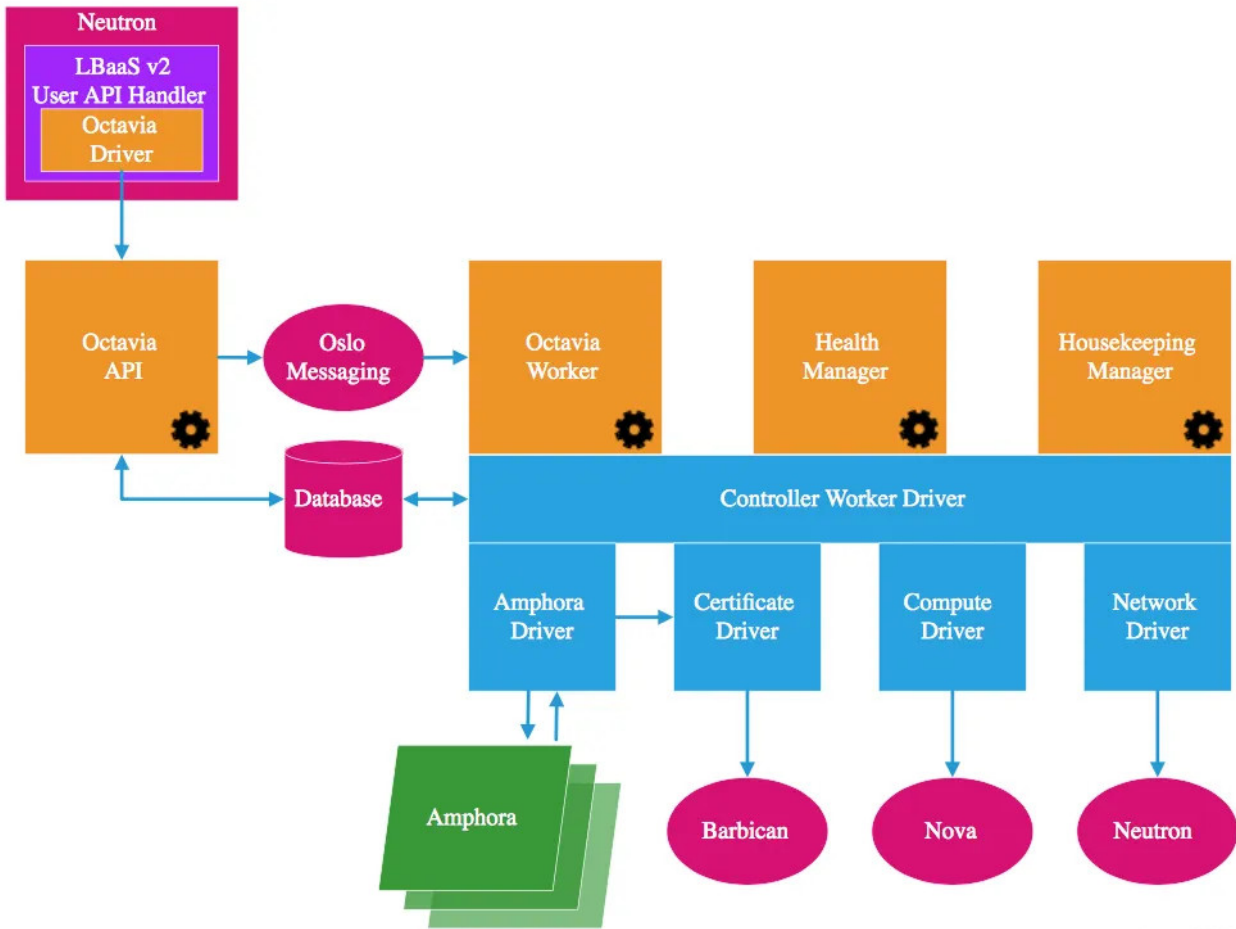 Neutron
LBaaS v2
User API Handler
Octavia
Driver
Octavia
API
Oslo
Messaging
Octavia
Worker
Health
Manager
Housekeeping
Manager
Database
Controller Worker Driver
Amphora
Driver
Certificate
Driver
Compute
Driver
Network
Driver
Amphora
Barbican
Nova
Neutron